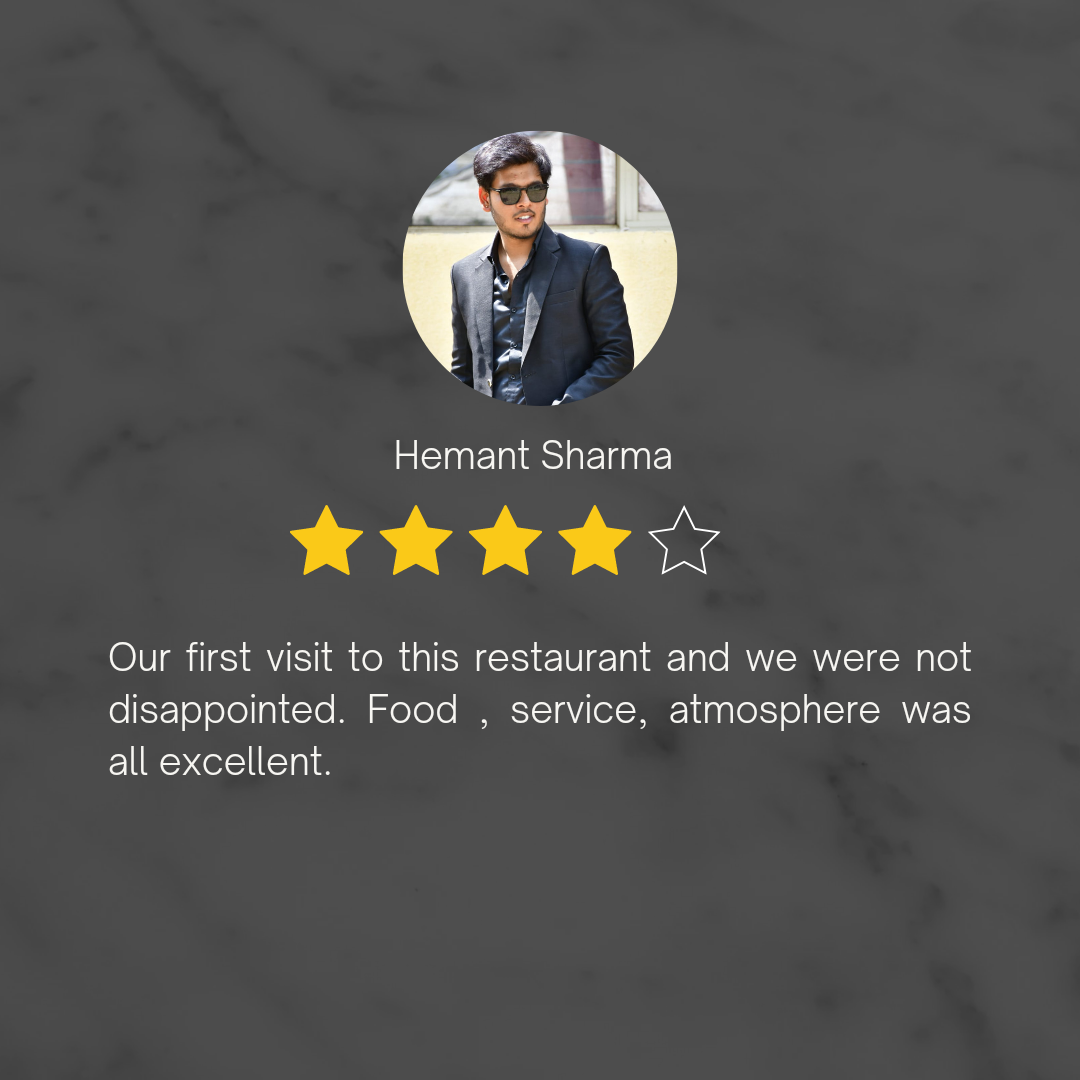 Hemant Sharma
Our first visit to this restaurant and we were not
disappointed. Food , service, atmosphere was
all excellent.